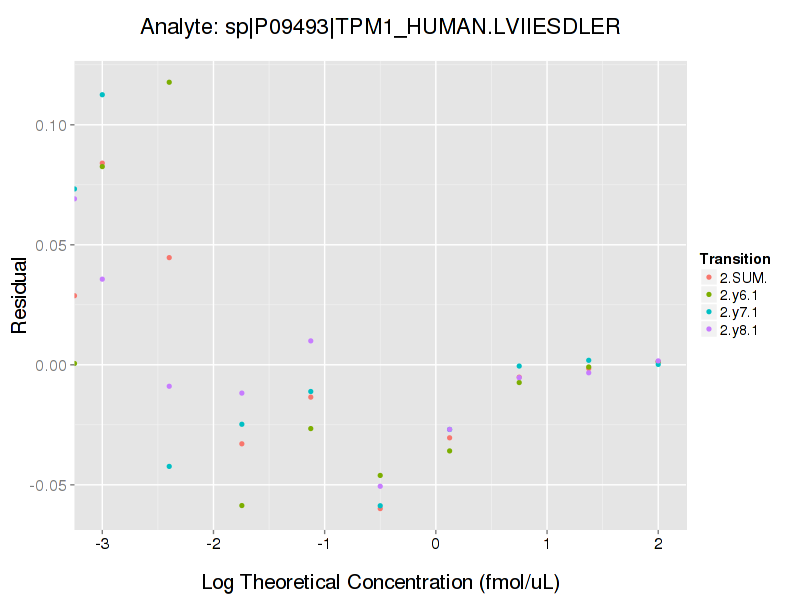 Analyte: sp|P09493|TPM1_HUMAN.LVIIESDLER
0.10
0.05
0.00
-0.05
Residual
-3 -2 -1 0 1 2
Log Theoretical Concentration (fmol/uL)
Transition
2.SUM.
2.y6.1
2.y7.1
2.y8.1